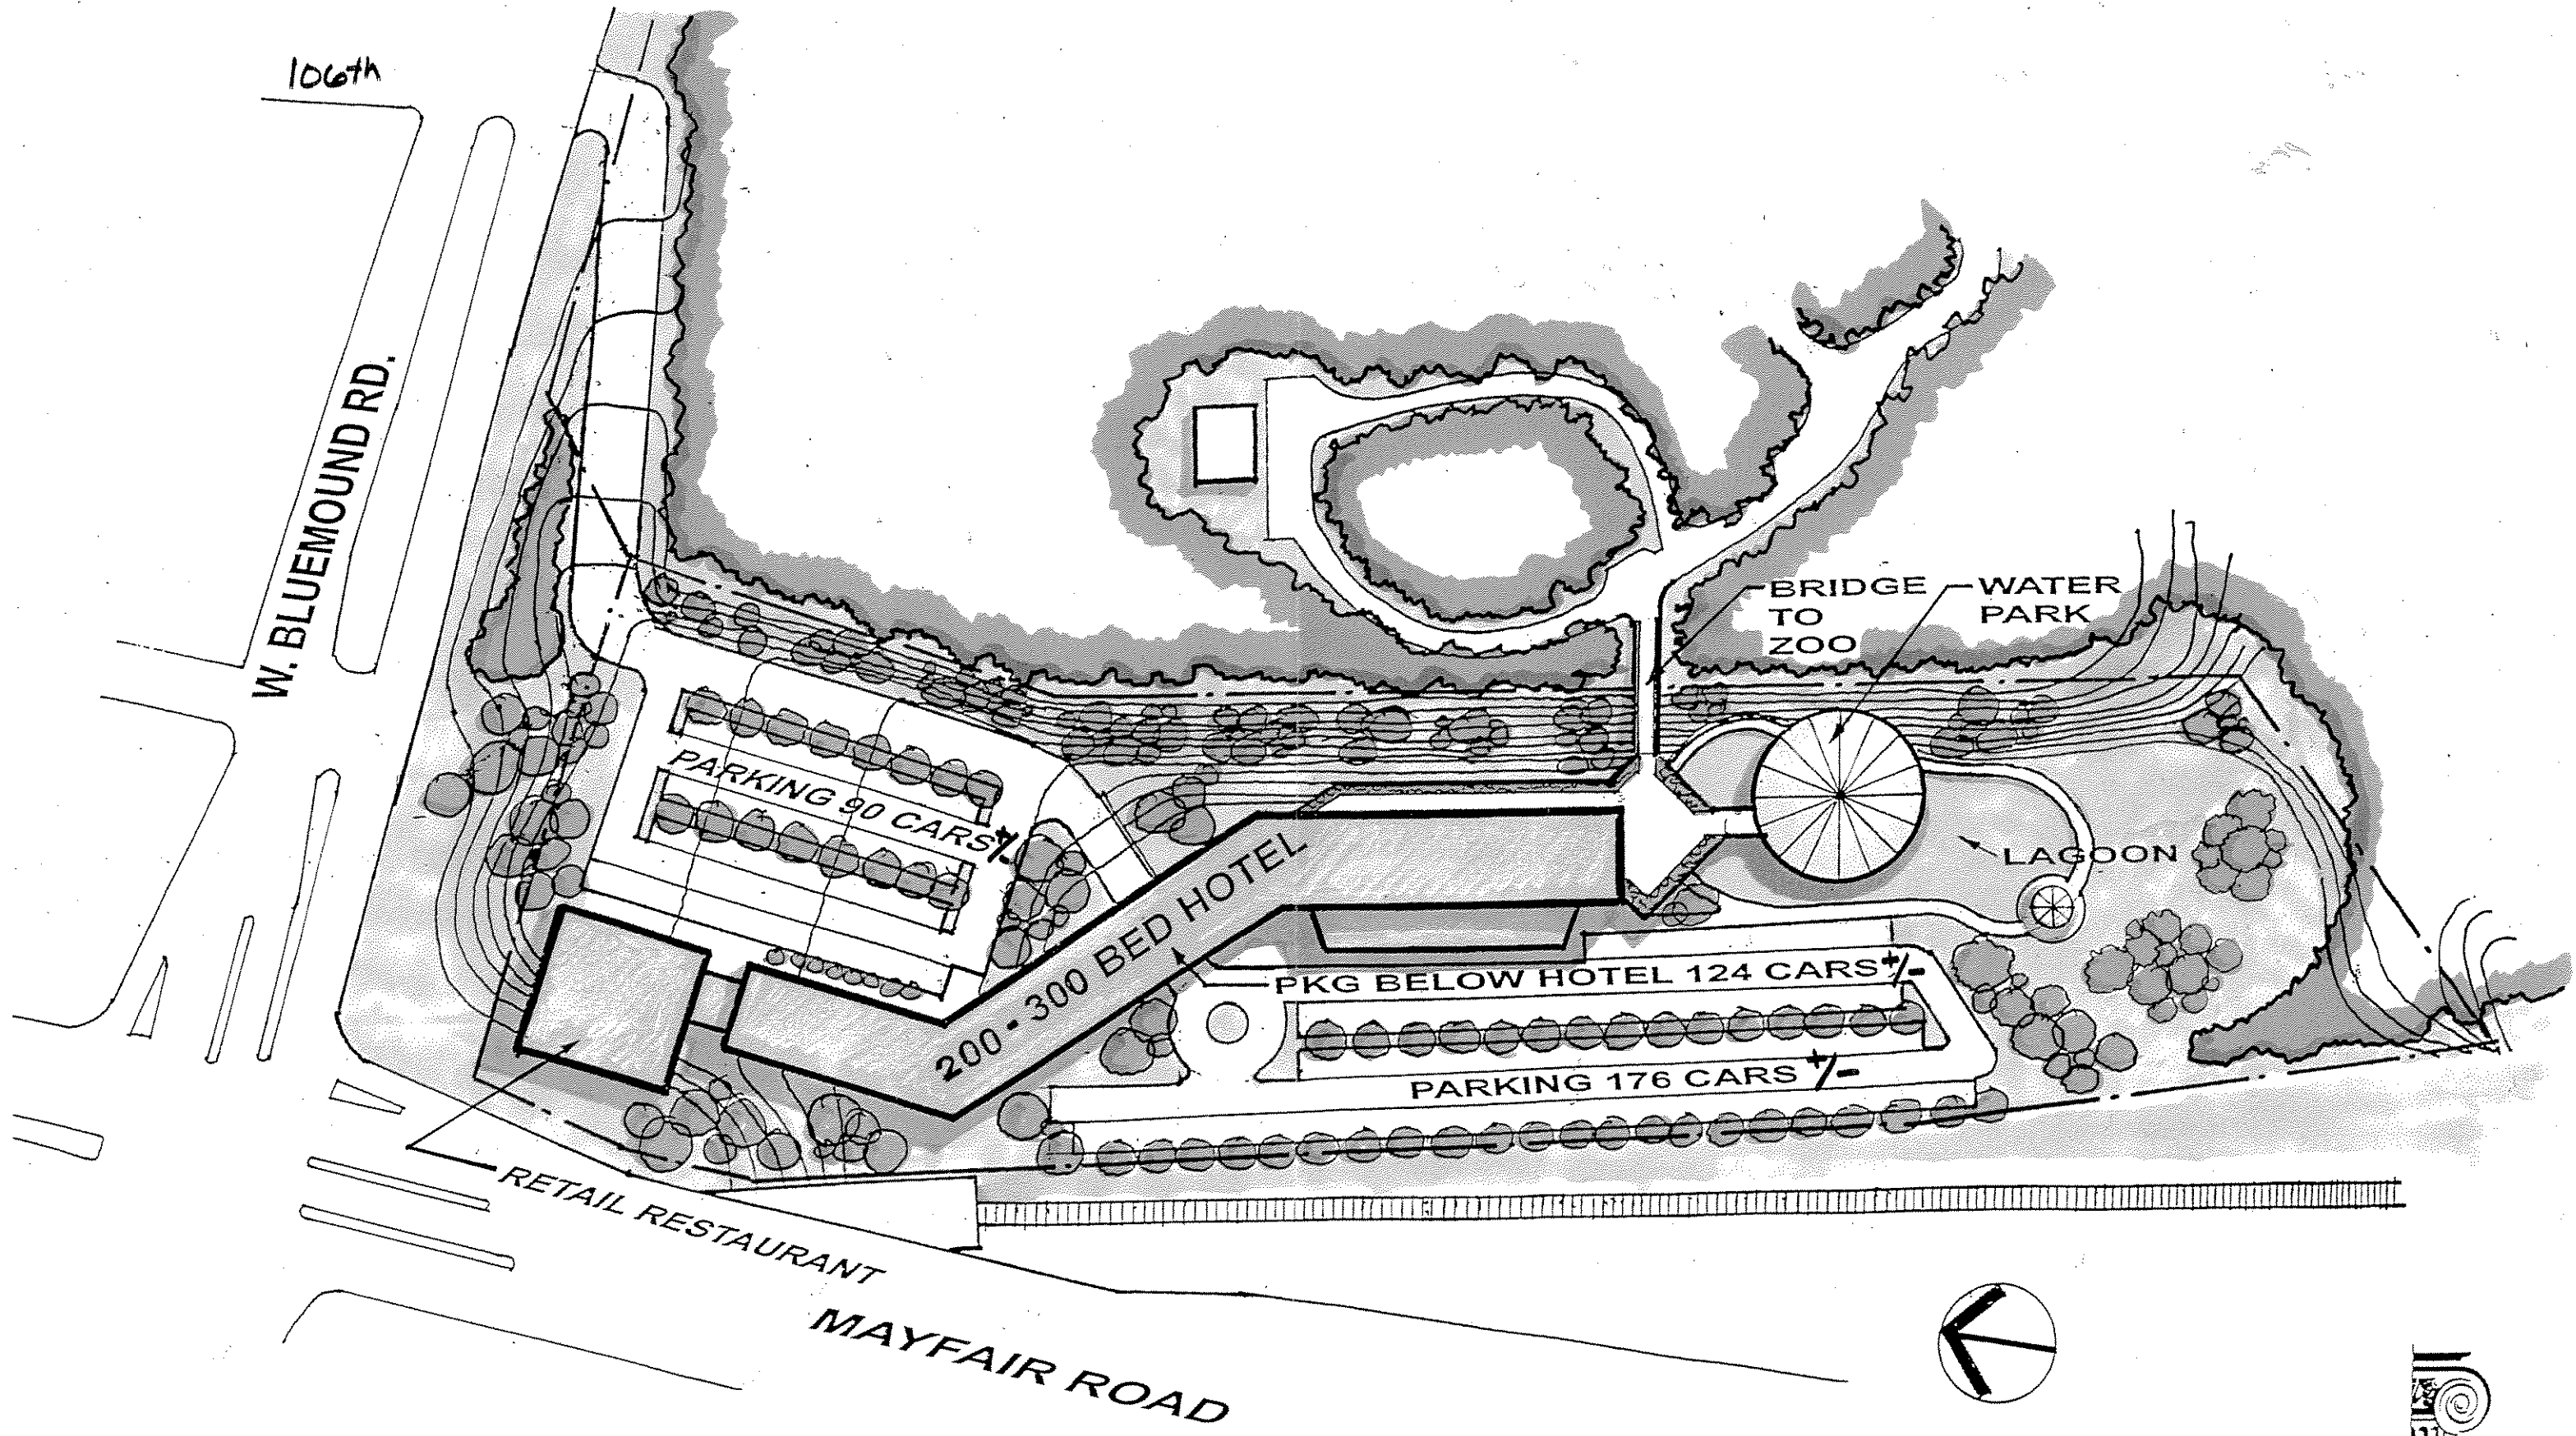 106th
W. BLUEMOUND RD.
BRIDGE
TO
ZOO
WATER
PARK
PARKING 90 CARS +/-
200 - 300 BED HOTEL
LAGOON
PKG BELOW HOTEL 124 CARS +/-
PARKING 176 CARS +/-
RETAIL RESTAURANT
MAYFAIR ROAD